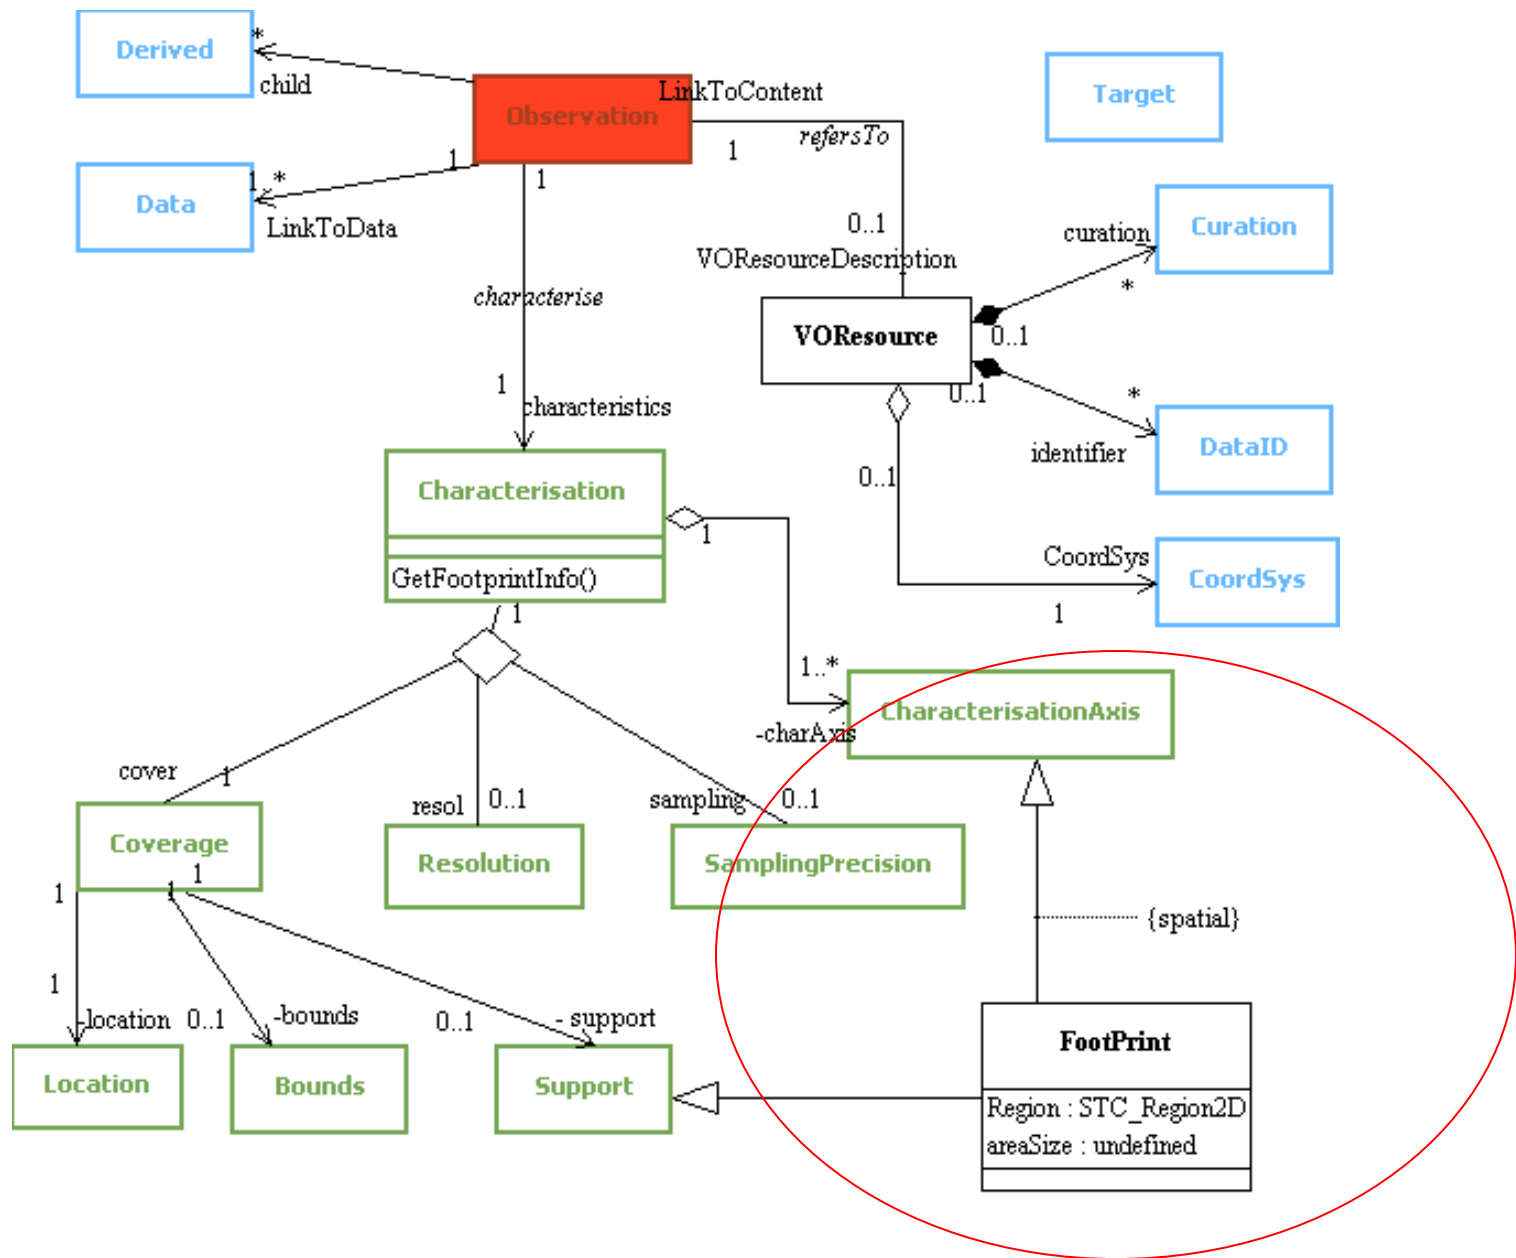 Derived
*
child
Observation
LinkToContent
refersTo
1
Target
1
1
1..*
Data
LinkToData
0..1
VOResourceDescription
curation
Curation
*
characterise
VOResource
0..1
0..1
*
identifier
DataID
1
characteristics
0..1
CoordSys
CoordSys
1
Characterisation
GetFootprintInfo()
1
1
1..*
-charAxis
CharacterisationAxis
cover
1
resol
0..1
sampling
0..1
Coverage
Resolution
SamplingPrecision
1
1
1
{spatial}
1
-location
0..1
-bounds
0..1
- support
Location
Bounds
Support
FootPrint
Region : STC_Region2D
areaSize : undefined